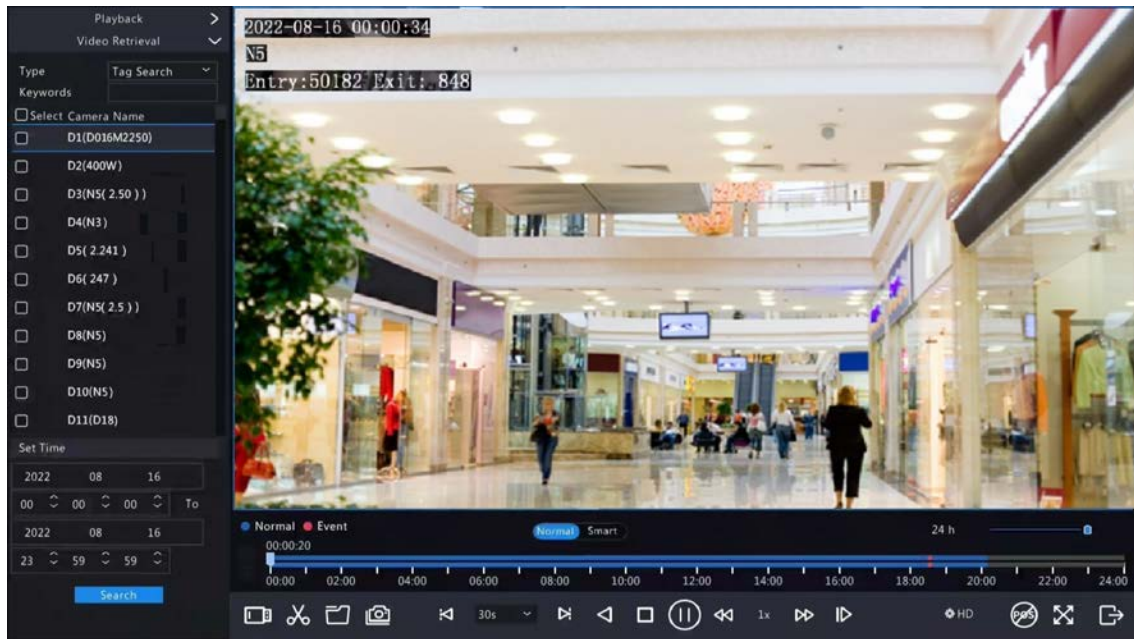 Playback
Video Retrieval
Type Tag Search
Keywords
Select Camera Name
D1(D016M2250)
D2(400W)
D3(N5( 2.50 ))
D4(N3)
D5( 2.241 )
D6( 247 )
D7(N5( 2.5 ))
D8(N5)
D9(N5)
D10(N5)
D11(D18)
Set Time
2022 08 16
00 00 00 To
2022 08 16
23 59 59
Search
2022-08-16 00:00:34
N5
Entry:50182 Exit: 848
Normal Event Normal Smart 24 h
00:00:20
00:00 02:00 04:00 06:00 08:00 10:00 12:00 14:00 16:00 18:00 20:00 22:00 24:00
30s 1x HD POS